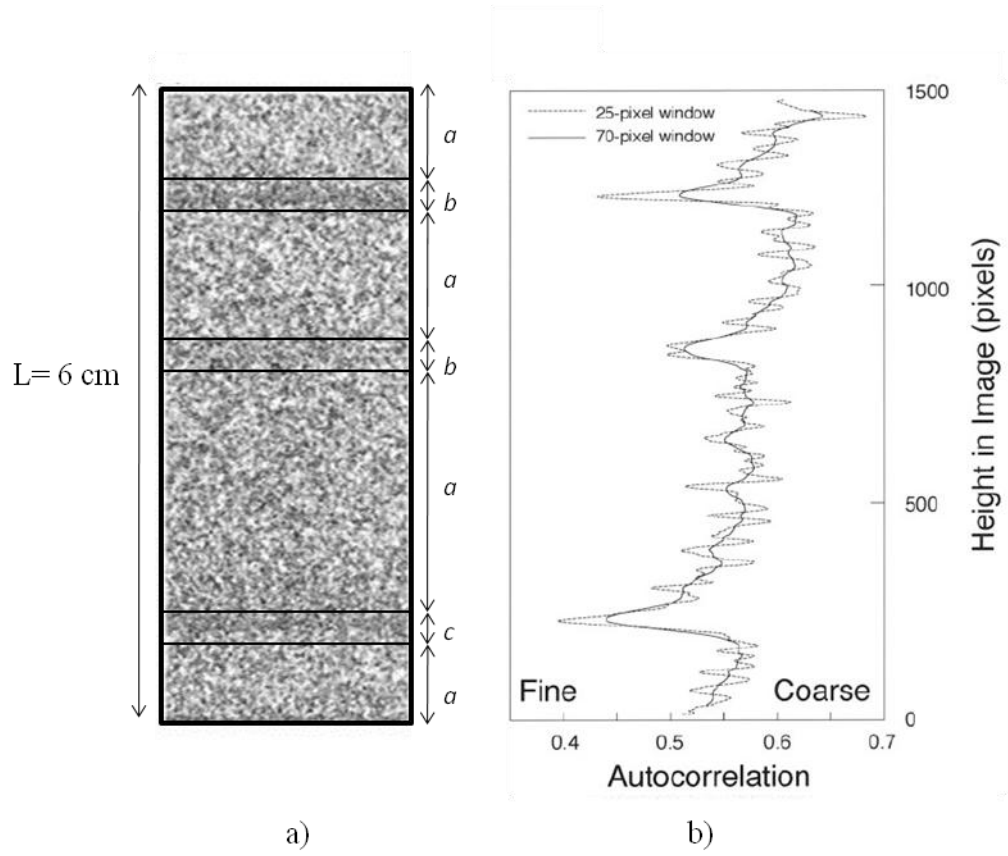 L= 6 cm
a
b
a
b
a
c
a
a)
25-pixel window
70-pixel window
1500
1000
500
0
Height in Image (pixels)
Fine
Coarse
0.4
0.5
0.6
0.7
Autocorrelation
b)